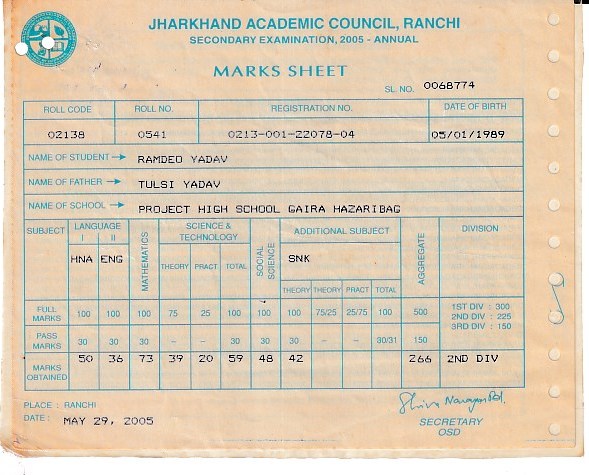 JHARKHAND ACADEMIC COUNCIL, RANCHI
SECONDARY EXAMINATION, 2005 - ANNUAL
MARKS SHEET
SL. NO. 0068774
ROLL CODE ROLL NO. REGISTRATION NO. DATE OF BIRTH
02138 0541 0213-001-22078-04 05/01/1989
NAME OF STUDENT → RAMDEO YADAV
NAME OF FATHER → TULSI YADAV
NAME OF SCHOOL → PROJECT HIGH SCHOOL GAIRA HAZARIBAG
SUBJECT LANGUAGE I II MATHEMATICS SCIENCE & TECHNOLOGY SOCIAL SCIENCE ADDITIONAL SUBJECT AGGREGATE DIVISION
HNA ENG SNK
THEORY PRACT. TOTAL
THEORY THEORY PRACT TOTAL
FULL MARKS 100 100 100 75 25 100 100 100 75/25 25/75 100 500 1ST DIV : 300
2ND DIV : 225
3RD DIV : 150
PASS MARKS 30 30 30 - - 30 30 30 - - 30/31 150
MARKS OBTAINED 50 36 73 39 20 59 48 42 266 2ND DIV
PLACE : RANCHI
DATE : MAY 29, 2005
SECRETARY
OSD